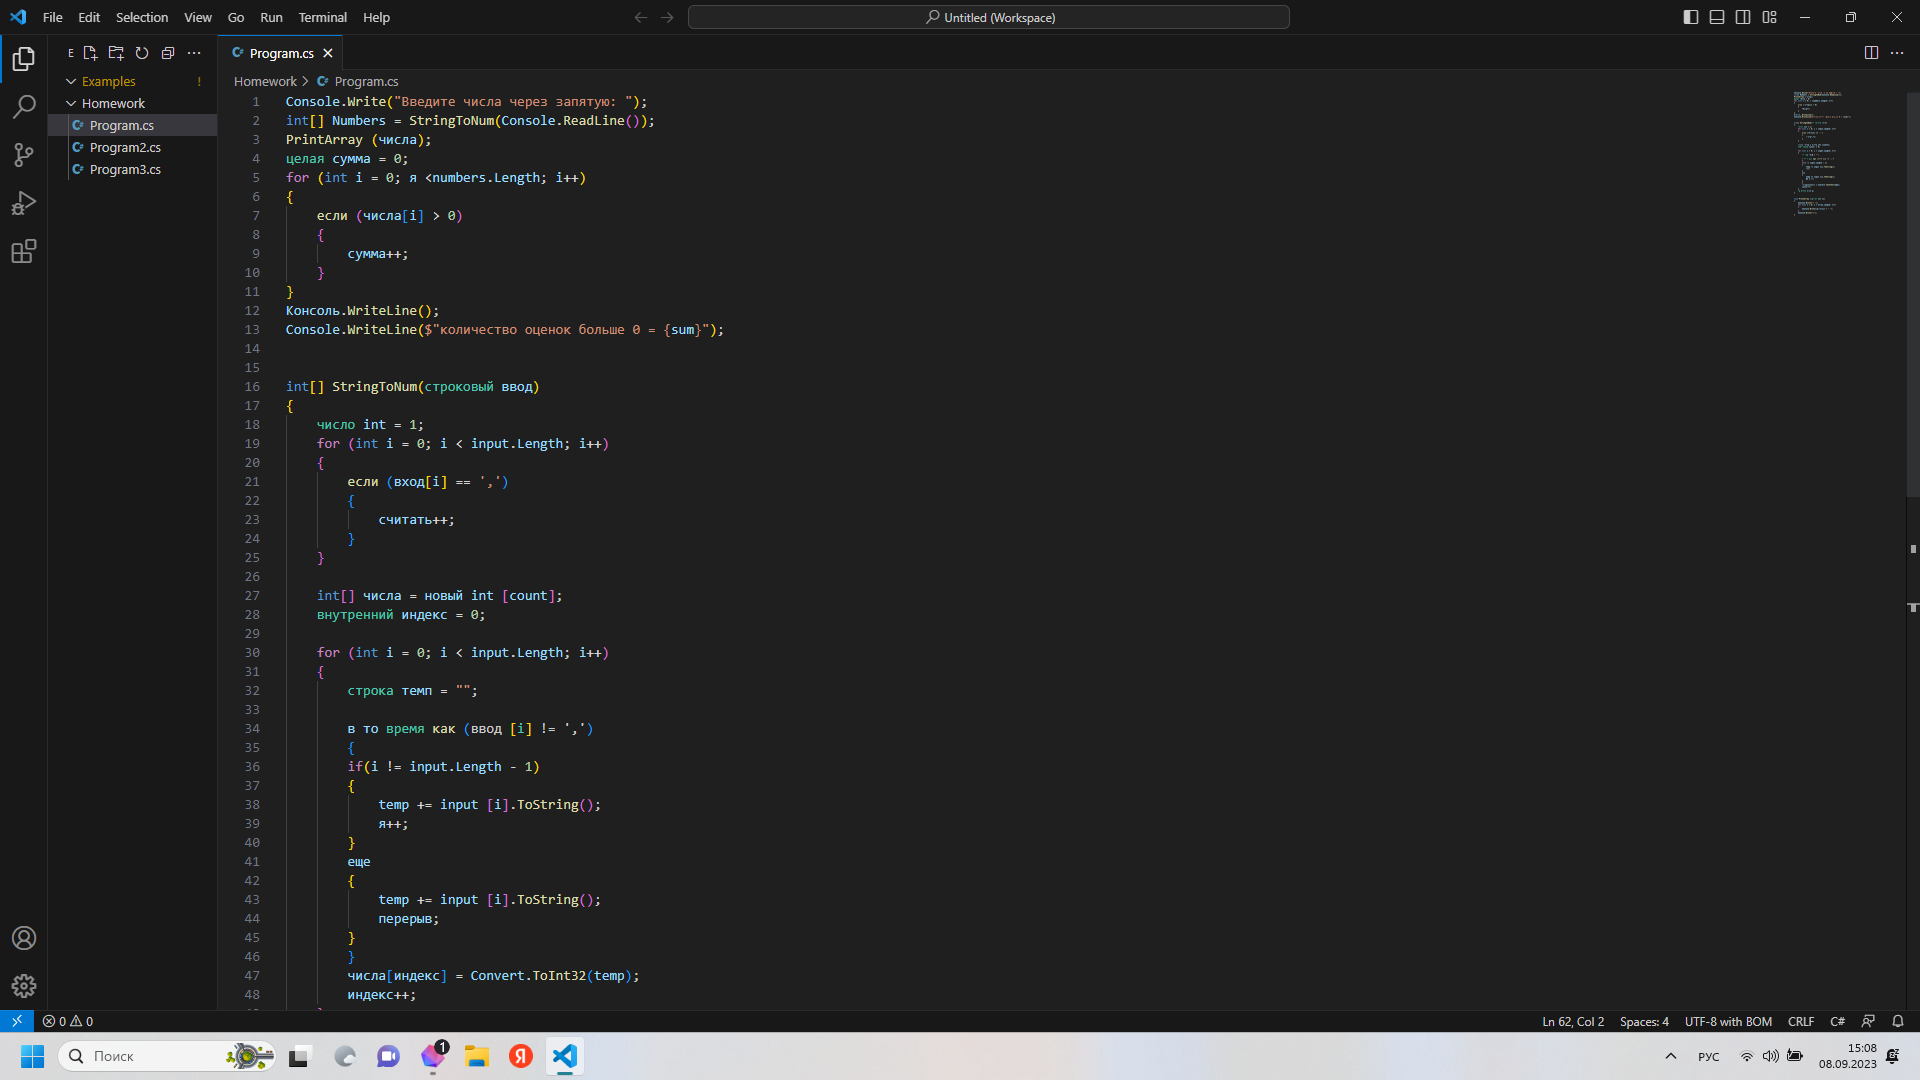 File Edit Selection View Go Run Terminal Help
Untitled (Workspace)
E
Program.cs
Examples !
Homework > Program.cs
Homework
Program.cs
Program2.cs
Program3.cs
1 Console.Write("Введите числа через запятую: ");
2 int[] Numbers = StringToNum(Console.ReadLine());
3 PrintArray (числа);
4 целая сумма = 0;
5 for (int i = 0; я <numbers.Length; i++)
6 {
7 если (числа[i] > 0)
8 {
9 сумма++;
10 }
11 }
12 Консоль.WriteLine();
13 Console.WriteLine($"количество оценок больше 0 = {sum}");
14
15
16 int[] StringToNum(строковый ввод)
17 {
18 число int = 1;
19 for (int i = 0; i < input.Length; i++)
20 {
21 если (вход[i] == ',')
22 {
23 считать++;
24 }
25 }
26
27 int[] числа = новый int [count];
28 внутренний индекс = 0;
29
30 for (int i = 0; i < input.Length; i++)
31 {
32 строка темп = "";
33
34 в то время как (ввод [i] != ',')
35 {
36 if(i != input.Length - 1)
37 {
38 temp += input [i].ToString();
39 я++;
40 }
41 еще
42 {
43 temp += input [i].ToString();
44 перерыв;
45 }
46 }
47 числа[индекс] = Convert.ToInt32(temp);
48 индекс++;
0 0
Ln 62, Col 2 Spaces: 4 UTF-8 with BOM CRLF C#
Поиск
1
Я
РУС
15:08
08.09.2023